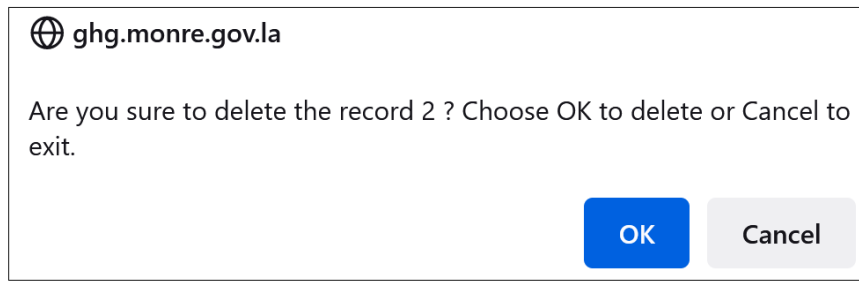 ghg.monre.gov.la
Are you sure to delete the record 2 ? Choose OK to delete or Cancel to
exit.
OK
Cancel